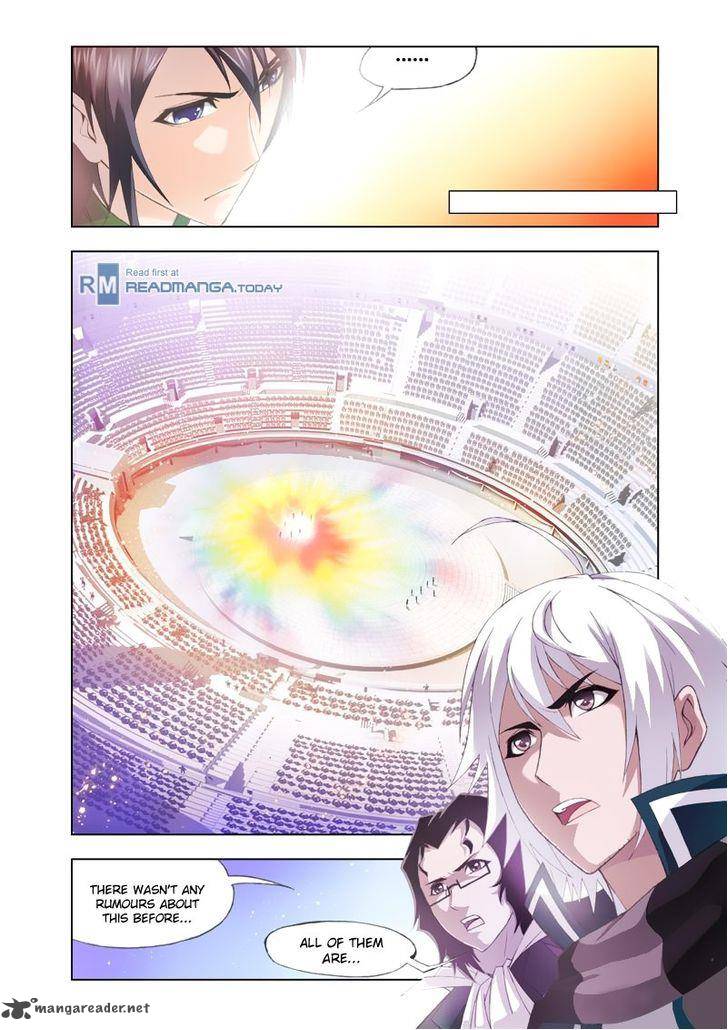 ......
RM
Read first at
READMANGA.TODAY
THERE WASN'T ANY
RUMOURS ABOUT
THIS BEFORE...
ALL OF THEM
ARE...
mangareader.net